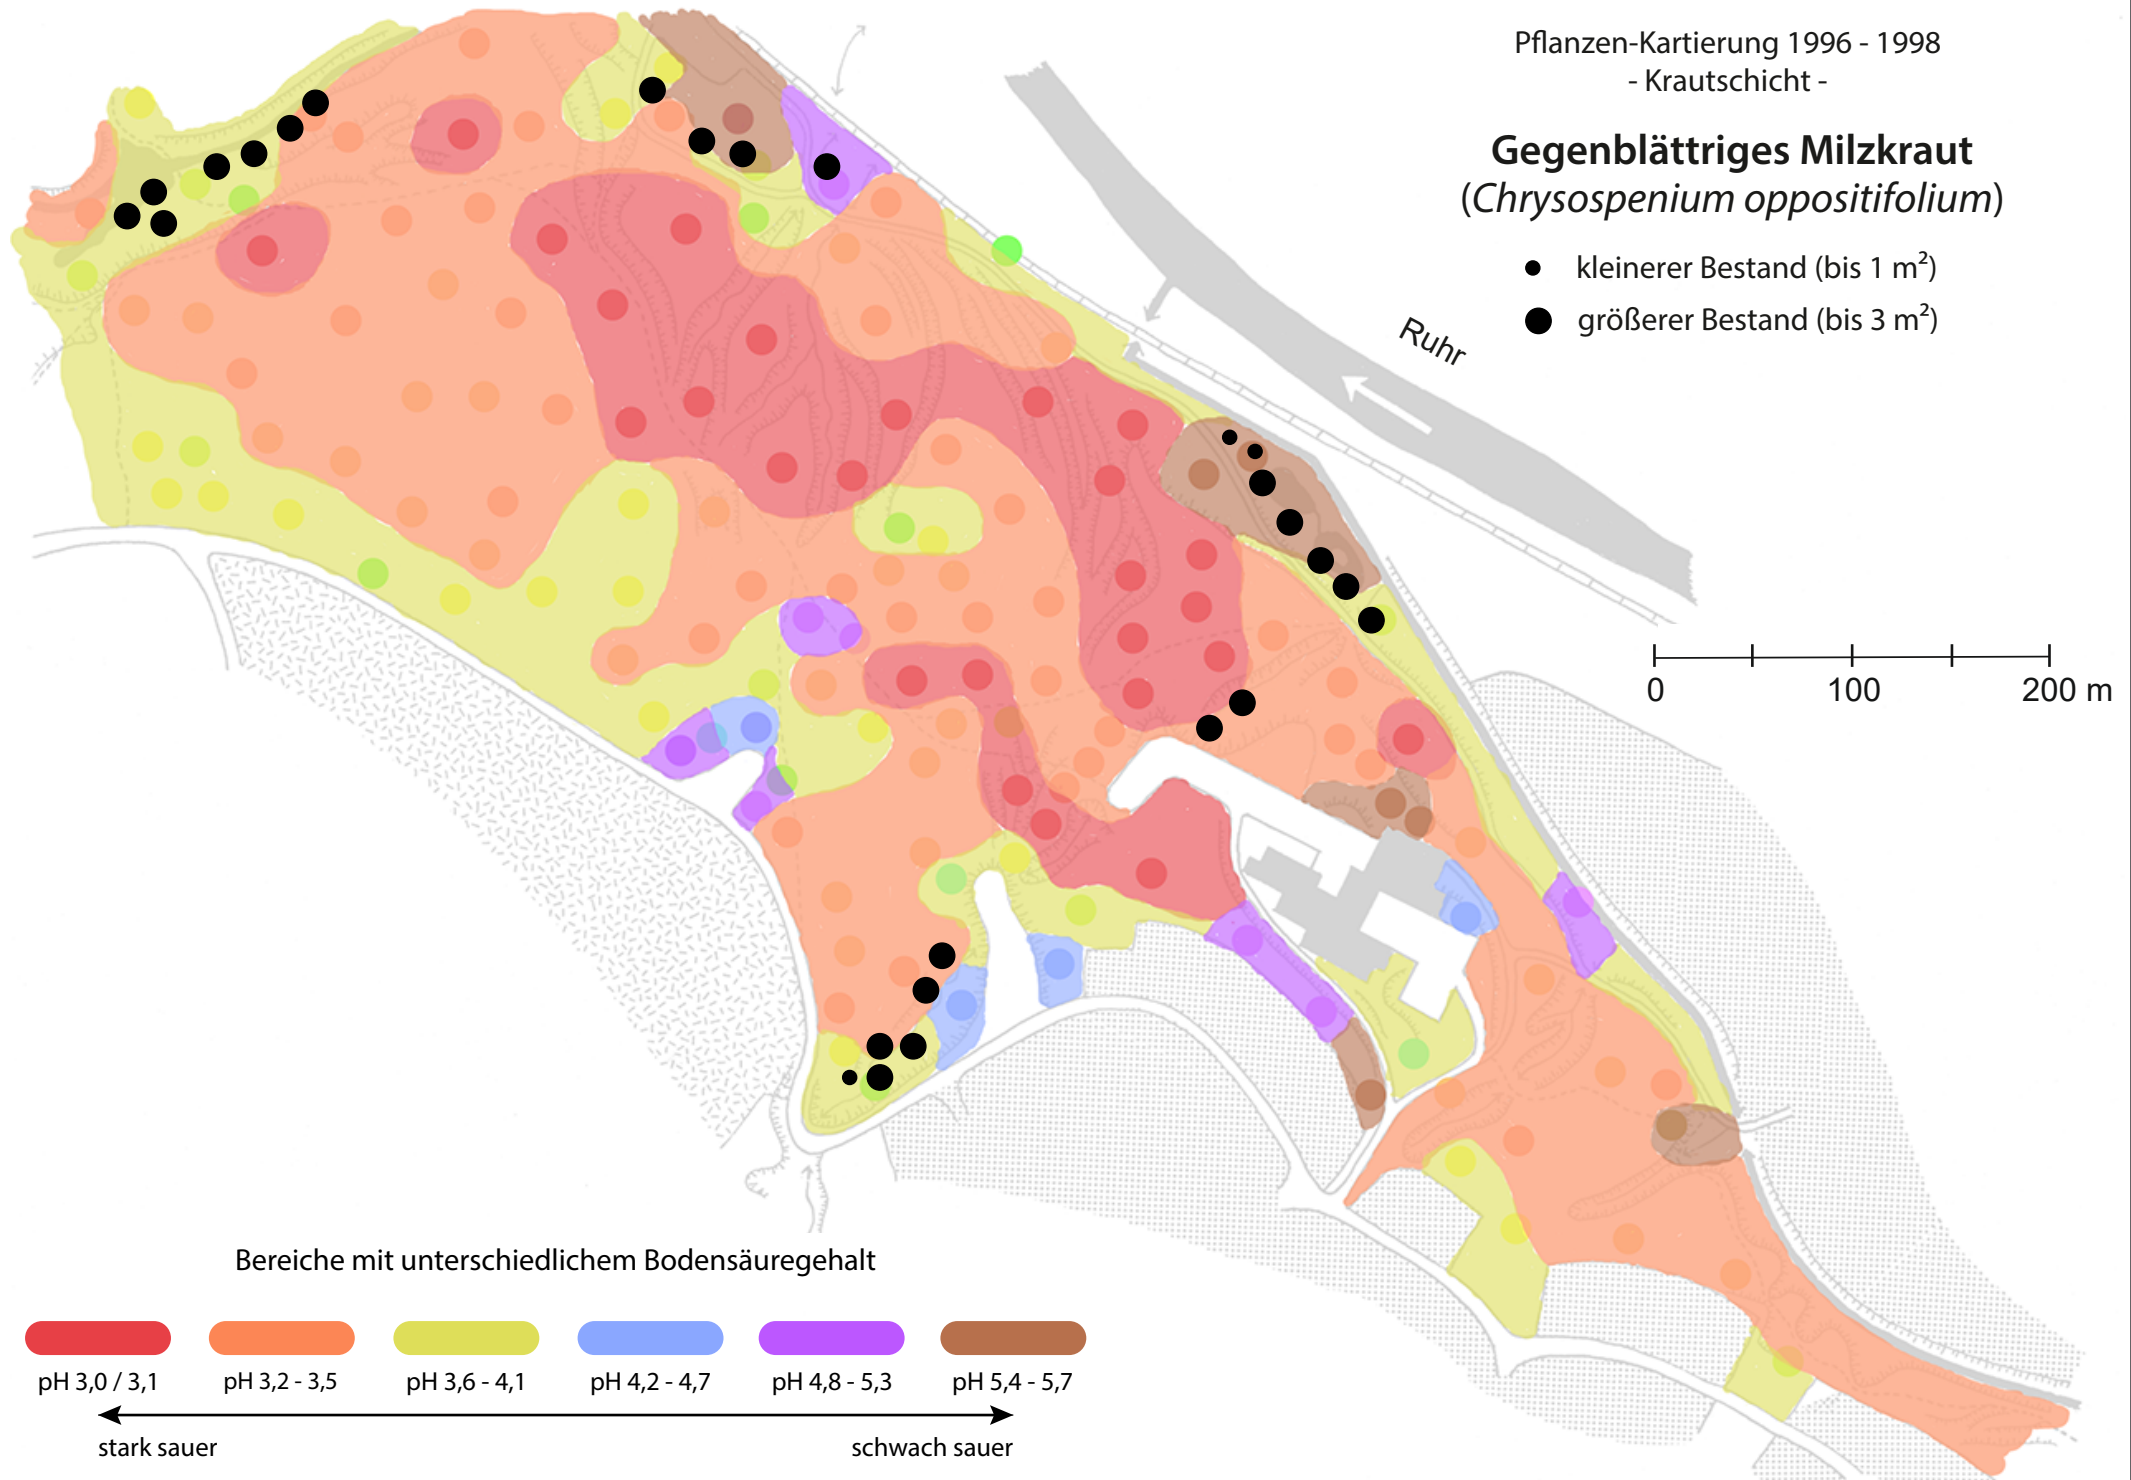 Pflanzen-Kartierung 1996 - 1998
- Krautschicht -
Gegenblättriges Milzkraut
(Chrysospenium oppositifolium)
kleinerer Bestand (bis 1 m²)
größerer Bestand (bis 3 m²)
Ruhr
0 100 200 m
Bereiche mit unterschiedlichem Bodensäuregehalt
pH 3,0 / 3,1 pH 3,2 - 3,5 pH 3,6 - 4,1 pH 4,2 - 4,7 pH 4,8 - 5,3 pH 5,4 - 5,7
stark sauer schwach sauer